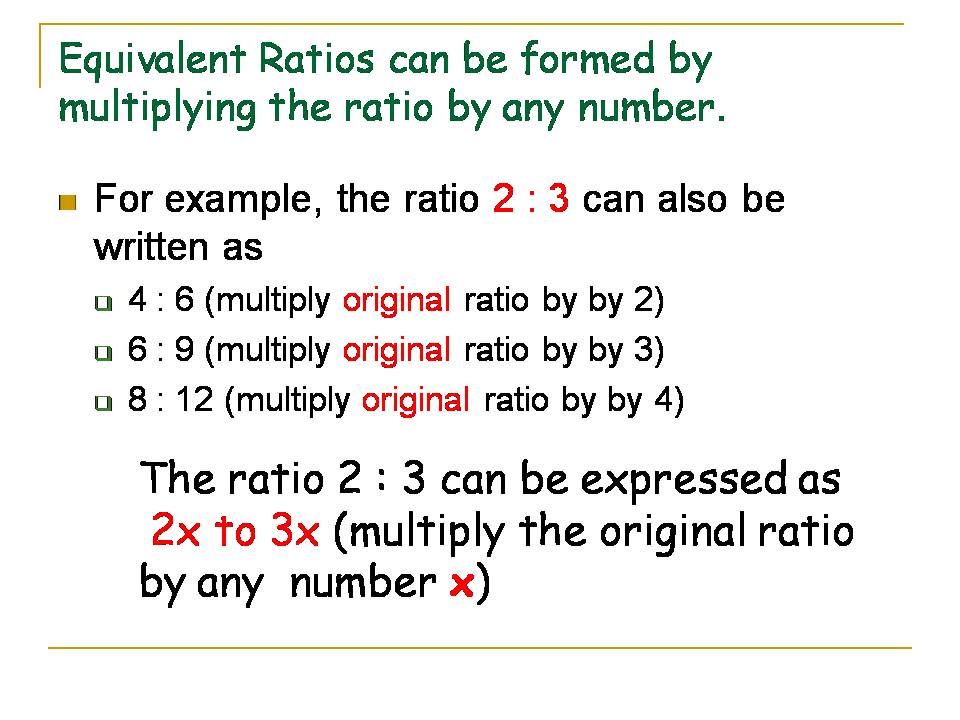 Equivalent Ratios can be formed by
multiplying the ratio by any number.
For example, the ratio 2 : 3 can also be
written as
4 : 6 (multiply original ratio by by 2)
6 : 9 (multiply original ratio by by 3)
8 : 12 (multiply original ratio by by 4)
The ratio 2 : 3 can be expressed as
2x to 3x (multiply the original ratio
by any number x)